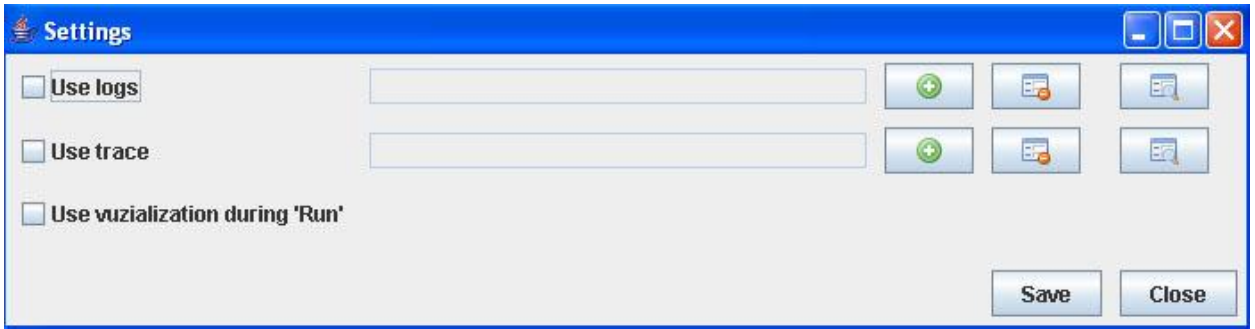 Settings
Use logs
Use trace
Use vuzialization during 'Run'
Save Close